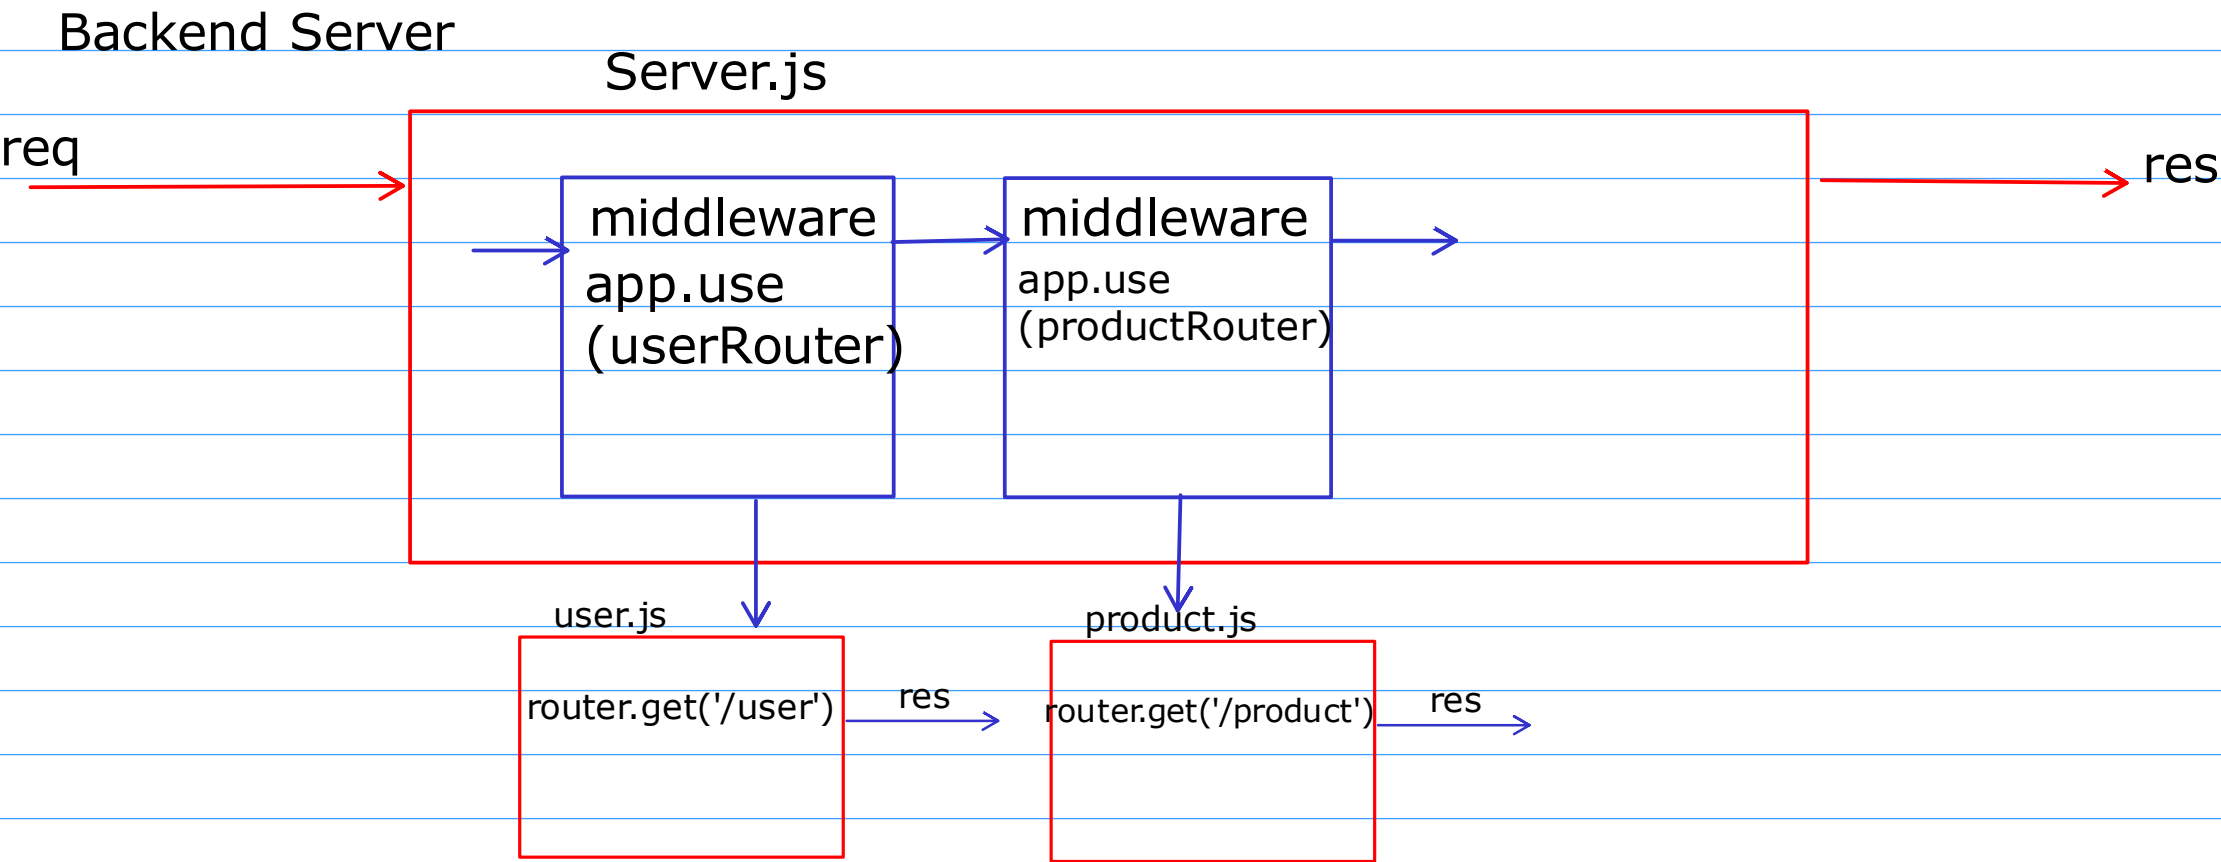 Backend Server
Server.js
req
res
middleware
app.use
(userRouter)
middleware
app.use
(productRouter)
user.js
router.get('/user')
res
product.js
router.get('/product')
res